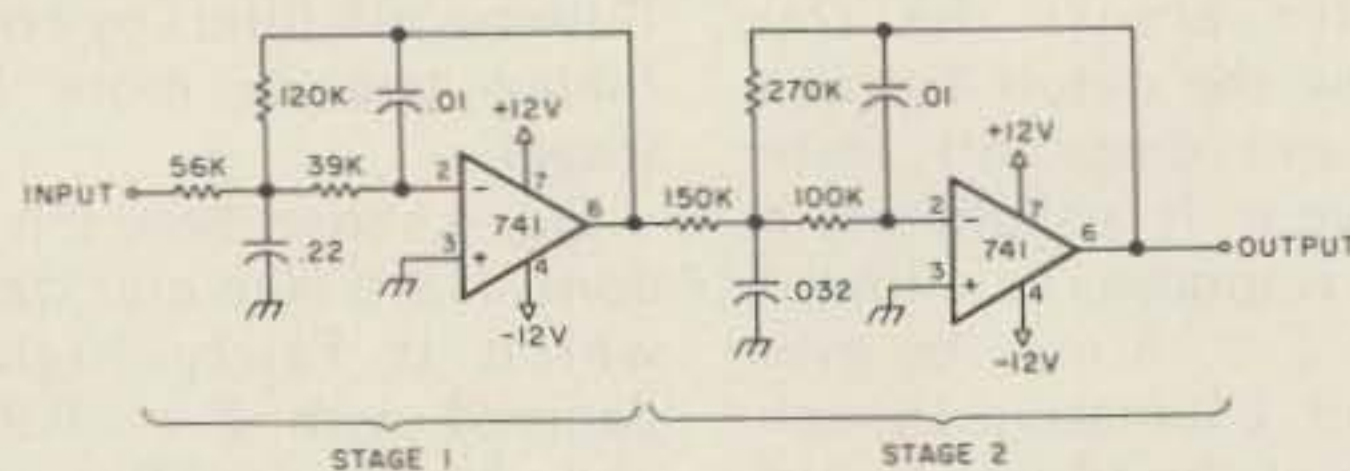 120K
.01
+12V
7
56K
39K
2
-
741
6
3
+
4
-12V
INPUT
.22
270K
.01
+12V
7
150K
100K
2
-
741
6
3
+
4
-12V
OUTPUT
.032
STAGE 1
STAGE 2